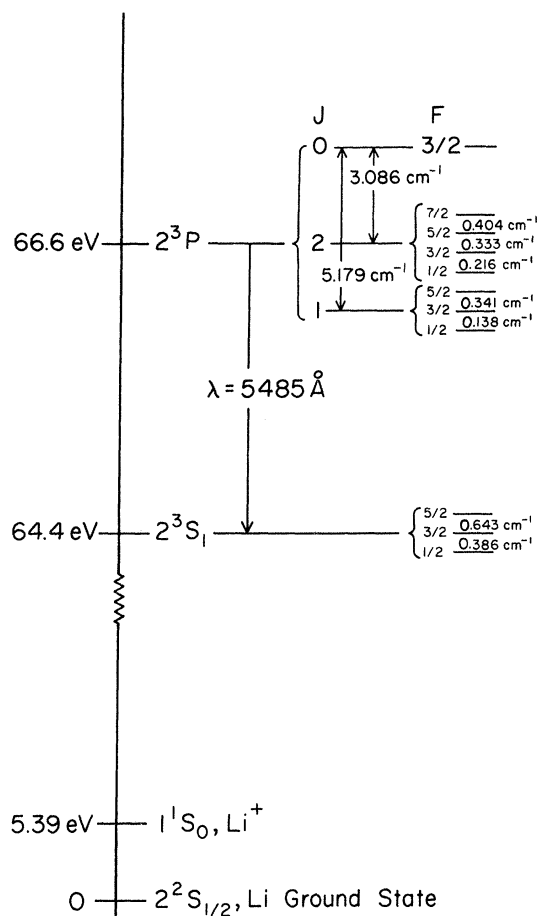 J F
0 3/2
3.086 cm⁻¹
7/2
0.404 cm⁻¹
5/2
66.6 eV 2³P 2 0.333 cm⁻¹
3/2
0.216 cm⁻¹
1/2
5.179 cm⁻¹
5/2
0.341 cm⁻¹
1 3/2
0.138 cm⁻¹
1/2
λ = 5485 Å
5/2
0.643 cm⁻¹
64.4 eV 2³S₁ 3/2
0.386 cm⁻¹
1/2
5.39 eV 1¹S₀, Li⁺
0 2²S₁/₂, Li Ground State